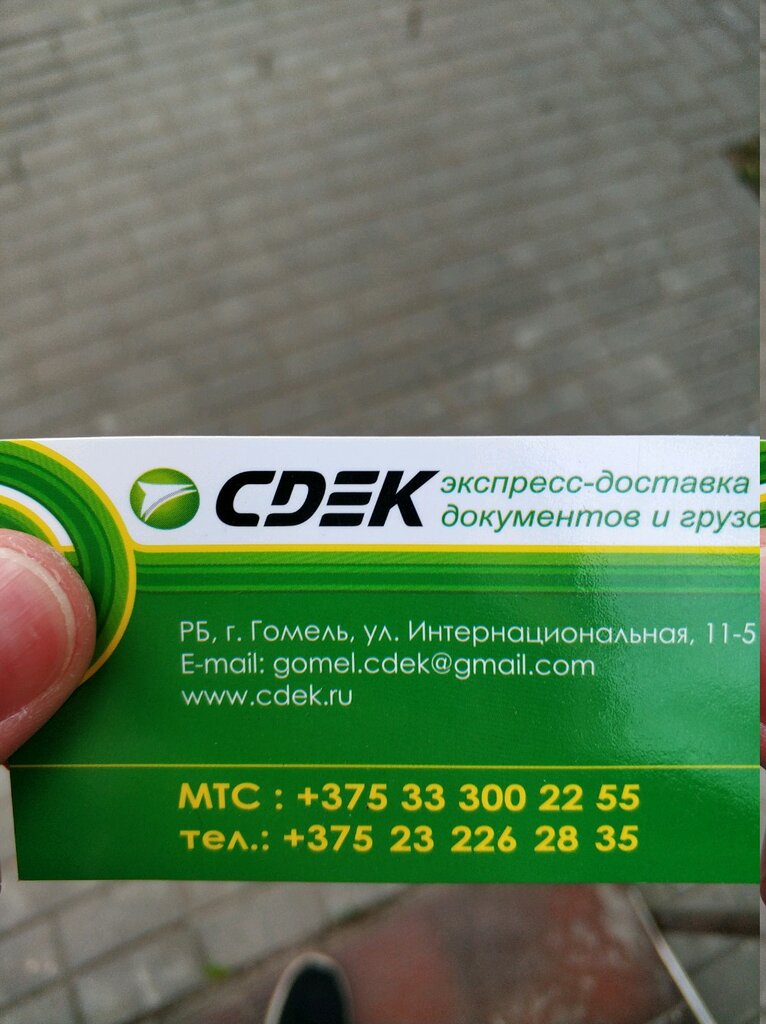 CDEK
экспресс-доставка
документов и грузо
РБ, г. Гомель, ул. Интернациональная, 11-5
E-mail: gomel.cdek@gmail.com
www.cdek.ru
МТС : +375 33 300 22 55
тел.: +375 23 226 28 35